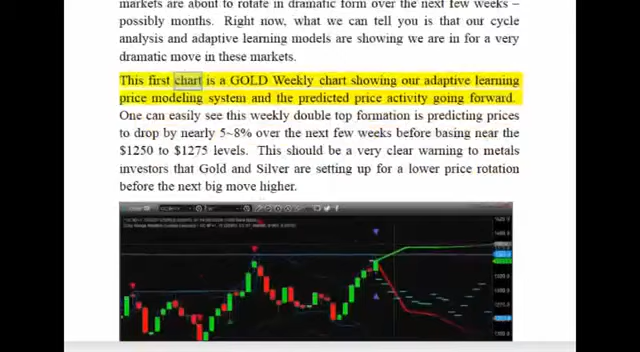 markets are about to rotate in dramatic form over the next few weeks –
possibly months. Right now, what we can tell you is that our cycle
analysis and adaptive learning models are showing we are in for a very
dramatic move in these markets.
This first chart is a GOLD Weekly chart showing our adaptive learning
price modeling system and the predicted price activity going forward.
One can easily see this weekly double top formation is predicting prices
to drop by nearly 5~8% over the next few weeks before basing near the
$1250 to $1275 levels. This should be a very clear warning to metals
investors that Gold and Silver are setting up for a lower price rotation
before the next big move higher.